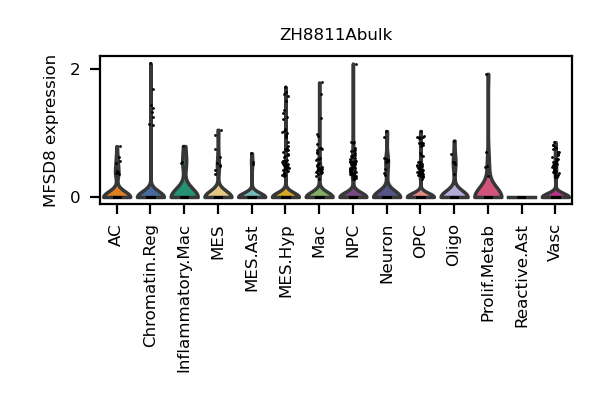 ZH8811Abulk
MFSD8 expression
2
0
AC
Chromatin.Reg
Inflammatory.Mac
MES
MES.Ast
MES.Hyp
Mac
NPC
Neuron
OPC
Oligo
Prolif.Metab
Reactive.Ast
Vasc